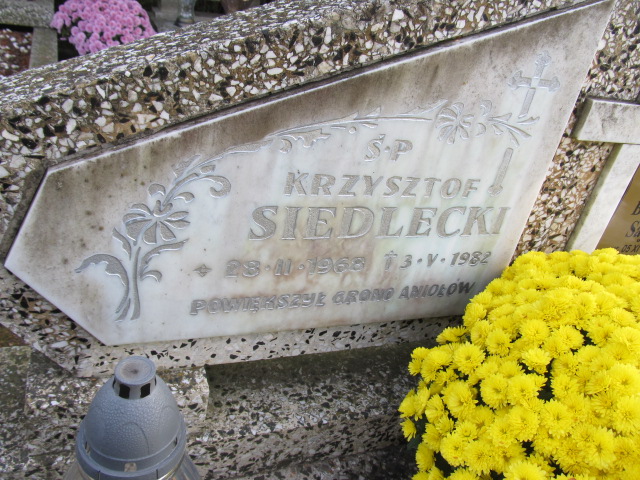 Ś·P
KRZYSZTOF
SIEDLECKI
28·II·1968 †3·V·1982
POWIĘKSZYŁ GRONO ANIOŁÓW